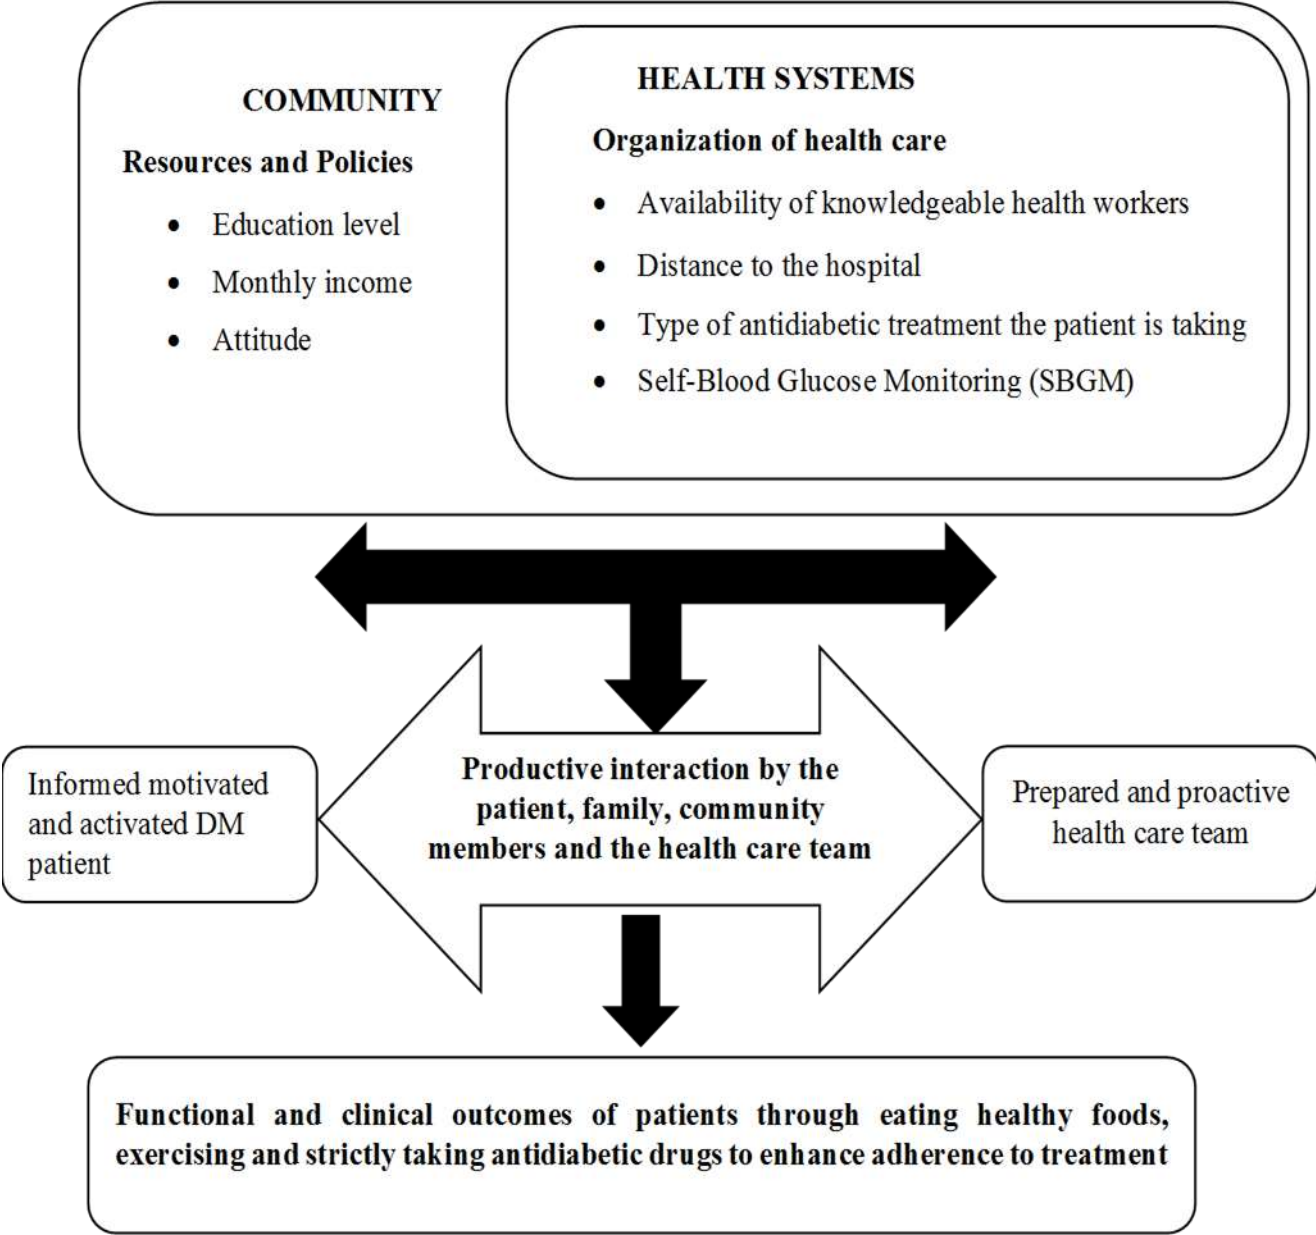 COMMUNITY
Resources and Policies
• Education level
• Monthly income
• Attitude
HEALTH SYSTEMS
Organization of health care
• Availability of knowledgeable health workers
• Distance to the hospital
• Type of antidiabetic treatment the patient is taking
• Self-Blood Glucose Monitoring (SBGM)
Informed motivated
and activated DM
patient
Productive interaction by the
patient, family, community
members and the health care team
Prepared and proactive
health care team
Functional and clinical outcomes of patients through eating healthy foods,
exercising and strictly taking antidiabetic drugs to enhance adherence to treatment